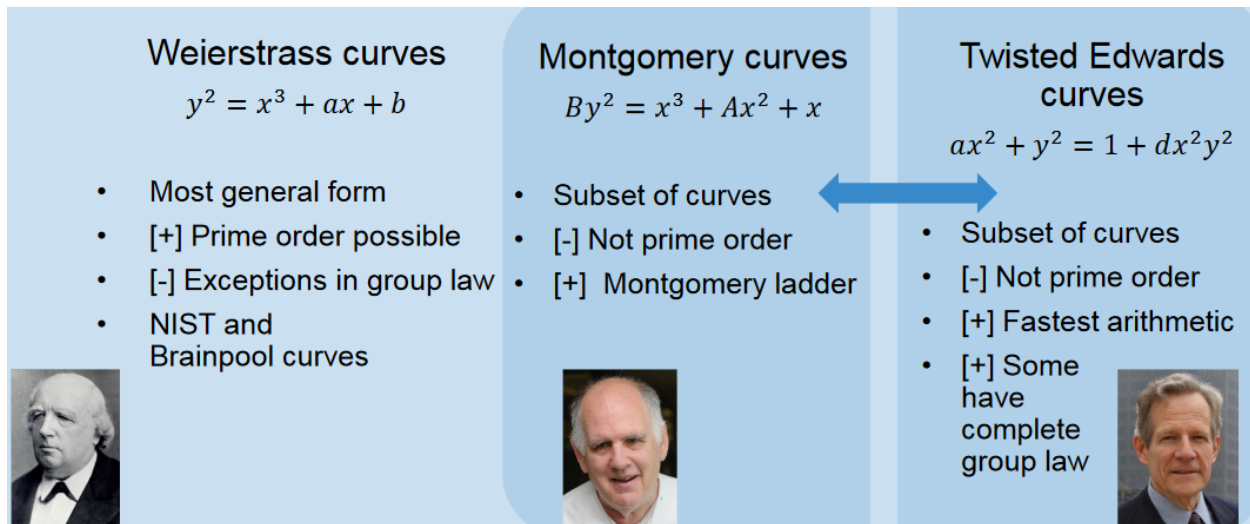 Weierstrass curves
y² = x³ + ax + b
• Most general form
• [+] Prime order possible
• [-] Exceptions in group law
• NIST and
Brainpool curves
Montgomery curves
By² = x³ + Ax² + x
• Subset of curves
• [-] Not prime order
• [+] Montgomery ladder
Twisted Edwards
curves
ax² + y² = 1 + dx²y²
• Subset of curves
• [-] Not prime order
• [+] Fastest arithmetic
• [+] Some
have
complete
group law